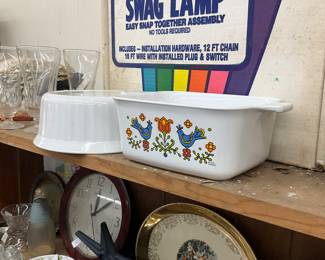 SWAG LAMP
EASY SNAP TOGETHER ASSEMBLY
NO TOOLS REQUIRED
INCLUDES – INSTALLATION HARDWARE, 12 FT CHAIN
18 FT WIRE WITH INSTALLED PLUG & SWITCH